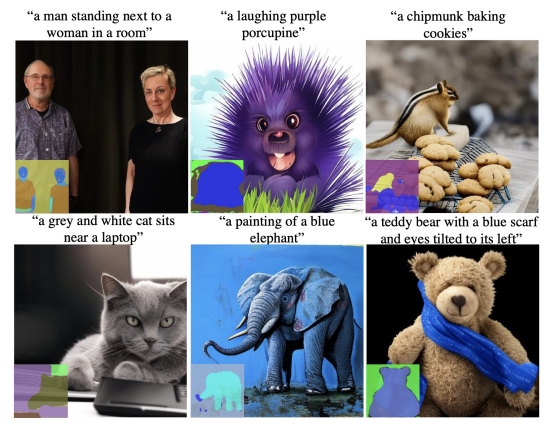 “a man standing next to a
woman in a room”
“a laughing purple
porcupine”
“a chipmunk baking
cookies”
“a grey and white cat sits
near a laptop”
“a painting of a blue
elephant”
“a teddy bear with a blue scarf
and eyes tilted to its left”